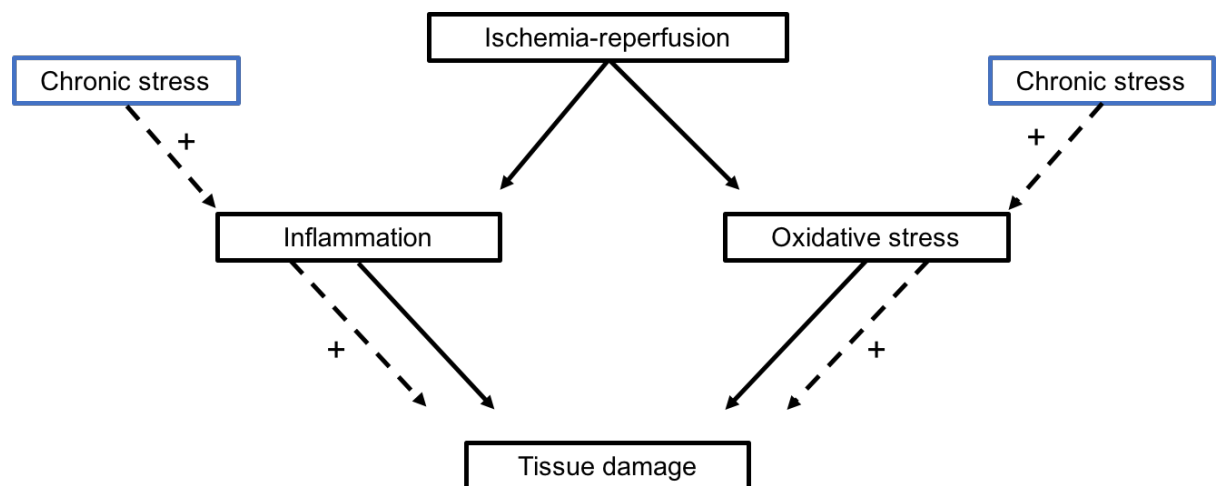 Ischemia-reperfusion
Chronic stress
Chronic stress
+
+
Inflammation
Oxidative stress
+
+
Tissue damage